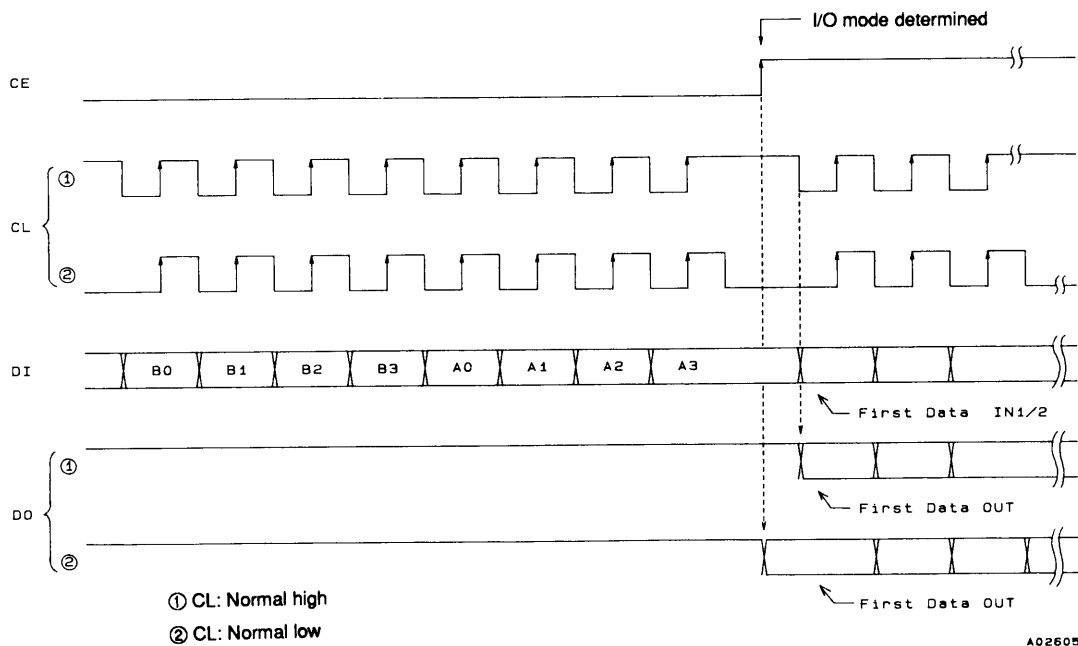 I/O mode determined
CE
①
CL
②
DI B0 B1 B2 B3 A0 A1 A2 A3
First Data IN1/2
①
First Data OUT
DO
②
First Data OUT
① CL: Normal high
② CL: Normal low
A02605